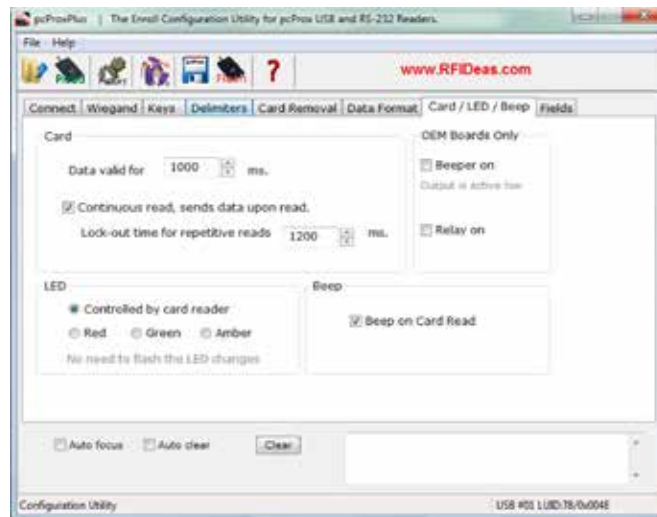 pcProxPlus | The Enroll Configuration Utility for pcProx USB and RS-232 Readers.
File Help
? www.RFIDeas.com
Connect Wiegand Keys Delimiters Card Removal Data Format Card / LED / Beep Fields
Card
Data valid for 1000 ms.
Continuous read, sends data upon read.
Lock-out time for repetitive reads 1200 ms.
OEM Boards Only
Beeper on
Output is active low
Relay on
LED
Controlled by card reader
Red Green Amber
No need to flash the LED changes
Beep
Beep on Card Read
Auto focus Auto clear Clear
Configuration Utility USB #01 LUID:78/0x004E